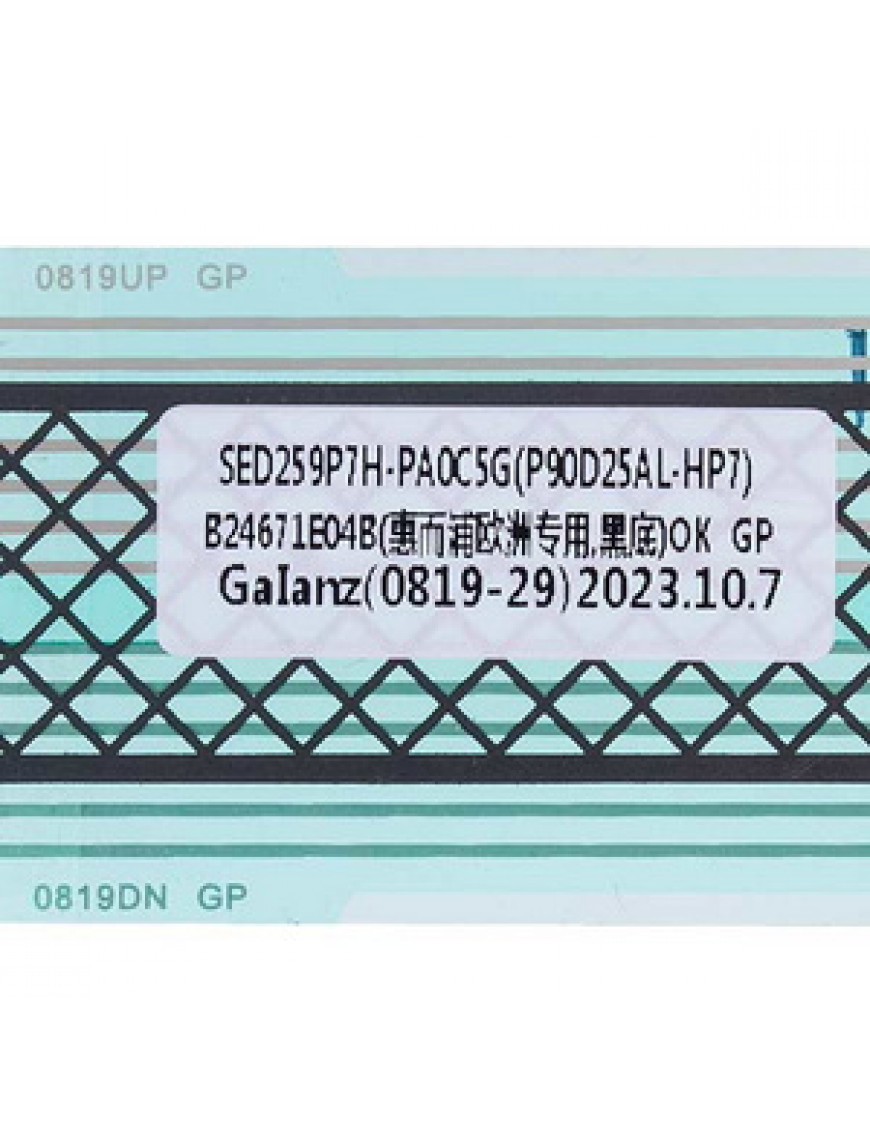 0819UP GP
SED259P7H-PA0C5G(P90D25AL-HP7)
B24671E04B(惠而浦欧洲专用,黑底)OK GP
Galanz(0819-29)2023.10.7
0819DN GP